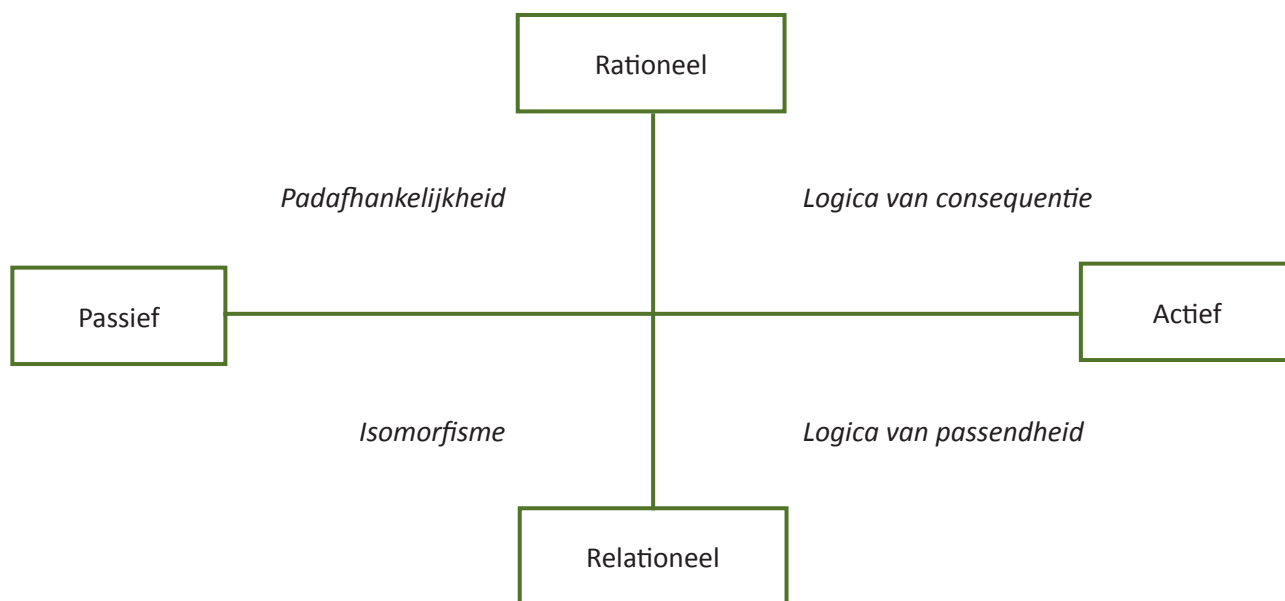 Rationeel
Padafhankelijkheid
Logica van consequentie
Passief
Actief
Isomorfisme
Logica van passendheid
Relationeel